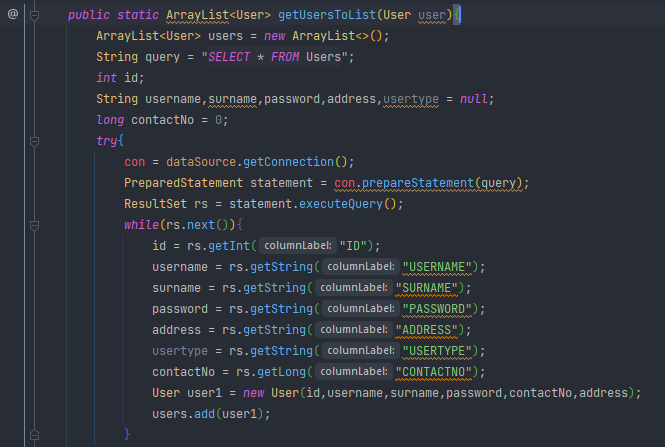 @ public static ArrayList<User> getUsersToList(User user){
ArrayList<User> users = new ArrayList<>();
String query = "SELECT * FROM Users";
int id;
String username,surname,password,address,usertype = null;
long contactNo = 0;
try{
con = dataSource.getConnection();
PreparedStatement statement = con.prepareStatement(query);
ResultSet rs = statement.executeQuery();
while(rs.next()){
id = rs.getInt( columnLabel: "ID");
username = rs.getString( columnLabel: "USERNAME");
surname = rs.getString( columnLabel: "SURNAME");
password = rs.getString( columnLabel: "PASSWORD");
address = rs.getString( columnLabel: "ADDRESS");
usertype = rs.getString( columnLabel: "USERTYPE");
contactNo = rs.getLong( columnLabel: "CONTACTNO");
User user1 = new User(id,username,surname,password,contactNo,address);
users.add(user1);
}